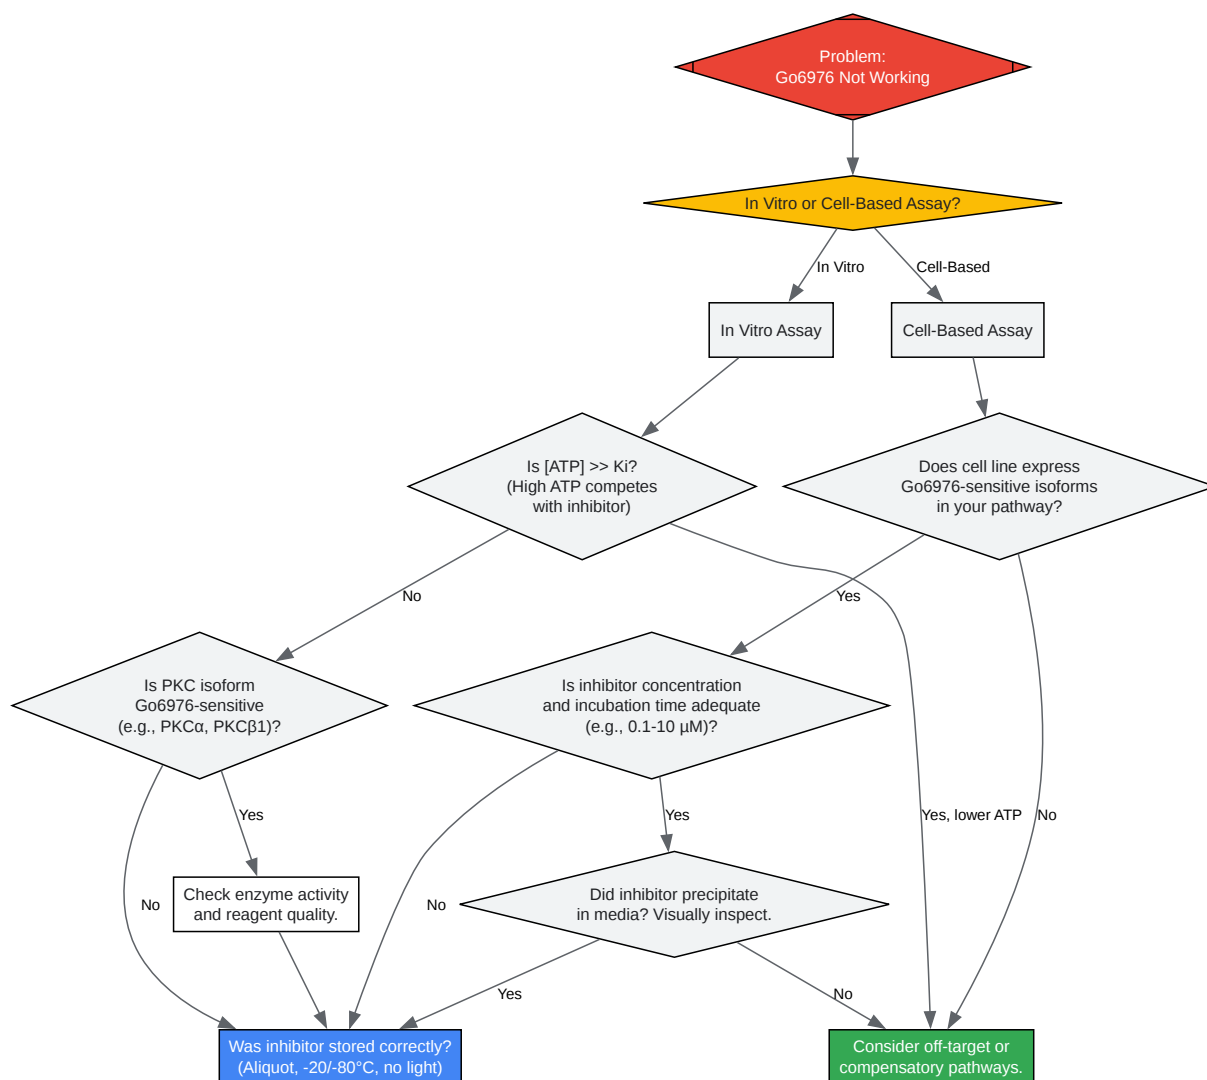 Problem:
Go6976 Not Working
In Vitro or Cell-Based Assay?
In Vitro
Cell-Based
In Vitro Assay
Cell-Based Assay
Is [ATP] >> Ki?
(High ATP competes
with inhibitor)
Does cell line express
Go6976-sensitive isoforms
in your pathway?
No
Yes
Is PKC isoform
Go6976-sensitive
(e.g., PKCα, PKCβ1)?
Is inhibitor concentration
and incubation time adequate
(e.g., 0.1-10 µM)?
Yes
Yes
Yes, lower ATP
No
Check enzyme activity
and reagent quality.
No
No
Did inhibitor precipitate
in media? Visually inspect.
Yes
No
Was inhibitor stored correctly?
(Aliquot, -20/-80°C, no light)
Consider off-target or
compensatory pathways.